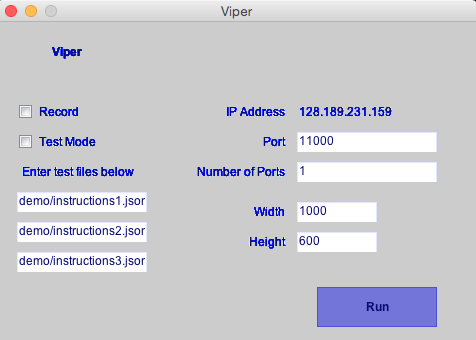 Viper
Viper
Record
Test Mode
Enter test files below
demo/instructions1.jsor
demo/instructions2.jsor
demo/instructions3.jsor
IP Address 128.189.231.159
Port 11000
Number of Ports 1
Width 1000
Height 600
Run